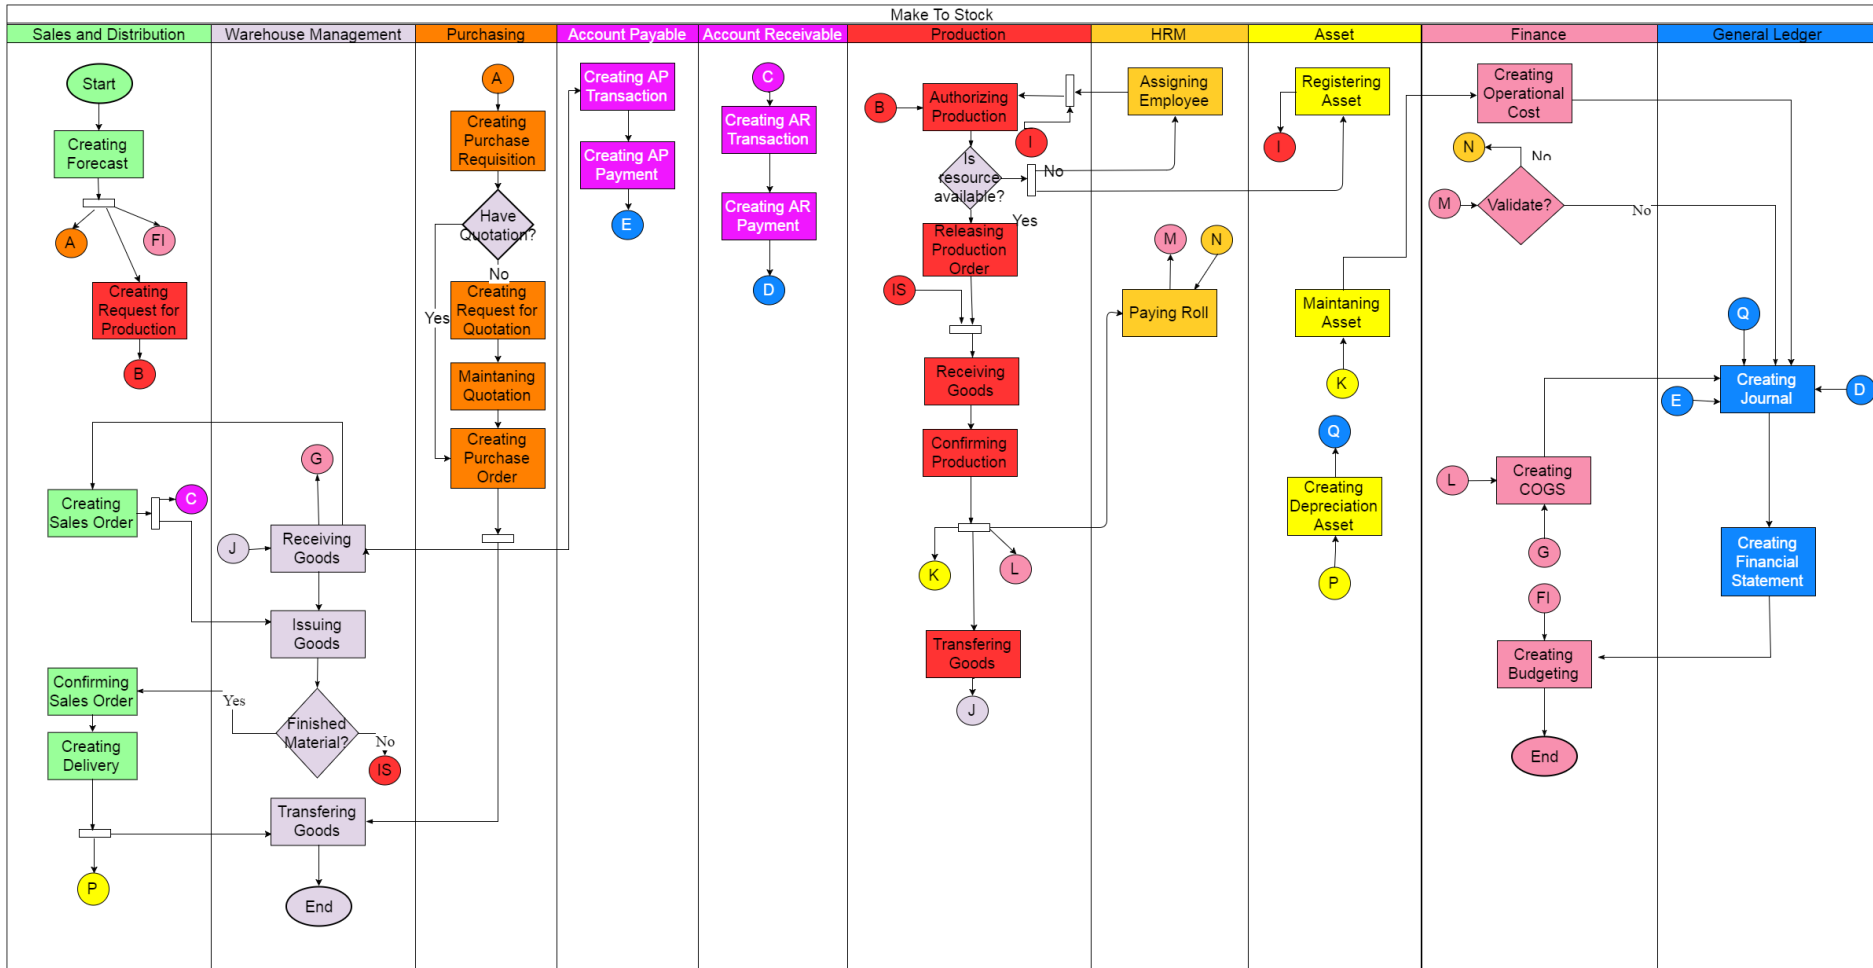 Make To Stock
Sales and Distribution
Warehouse Management
Purchasing
Account Payable
Account Receivable
Production
HRM
Asset
Finance
General Ledger
Start
Creating
Forecast
A
FI
Creating
Request for
Production
B
Creating
Sales Order
C
Confirming
Sales Order
Creating
Delivery
P
G
J
Receiving
Goods
Issuing
Goods
Yes
Finished
Material?
No
IS
Transfering
Goods
End
A
Creating
Purchase
Requisition
Have
Quotation?
No
Yes
Creating
Request for
Quotation
Maintaning
Quotation
Creating
Purchase
Order
Creating AP
Transaction
Creating AP
Payment
E
C
Creating AR
Transaction
Creating AR
Payment
D
B
Authorizing
Production
I
Is
resource
available?
No
Yes
Releasing
Production
Order
IS
Receiving
Goods
Confirming
Production
K
L
Transfering
Goods
J
Assigning
Employee
M
N
Paying Roll
Registering
Asset
I
Maintaning
Asset
K
Q
Creating
Depreciation
Asset
P
Creating
Operational
Cost
N
No
M
Validate?
No
L
Creating
COGS
G
FI
Creating
Budgeting
End
Q
Creating
Journal
E
D
Creating
Financial
Statement